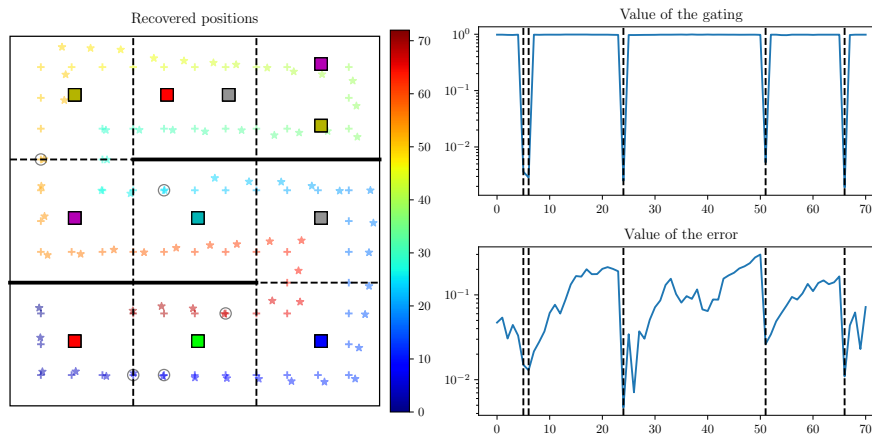 Recovered positions
70
60
50
40
30
20
10
0
Value of the gating
10⁰
10⁻¹
10⁻²
0 10 20 30 40 50 60 70
Value of the error
10⁻¹
10⁻²
0 10 20 30 40 50 60 70